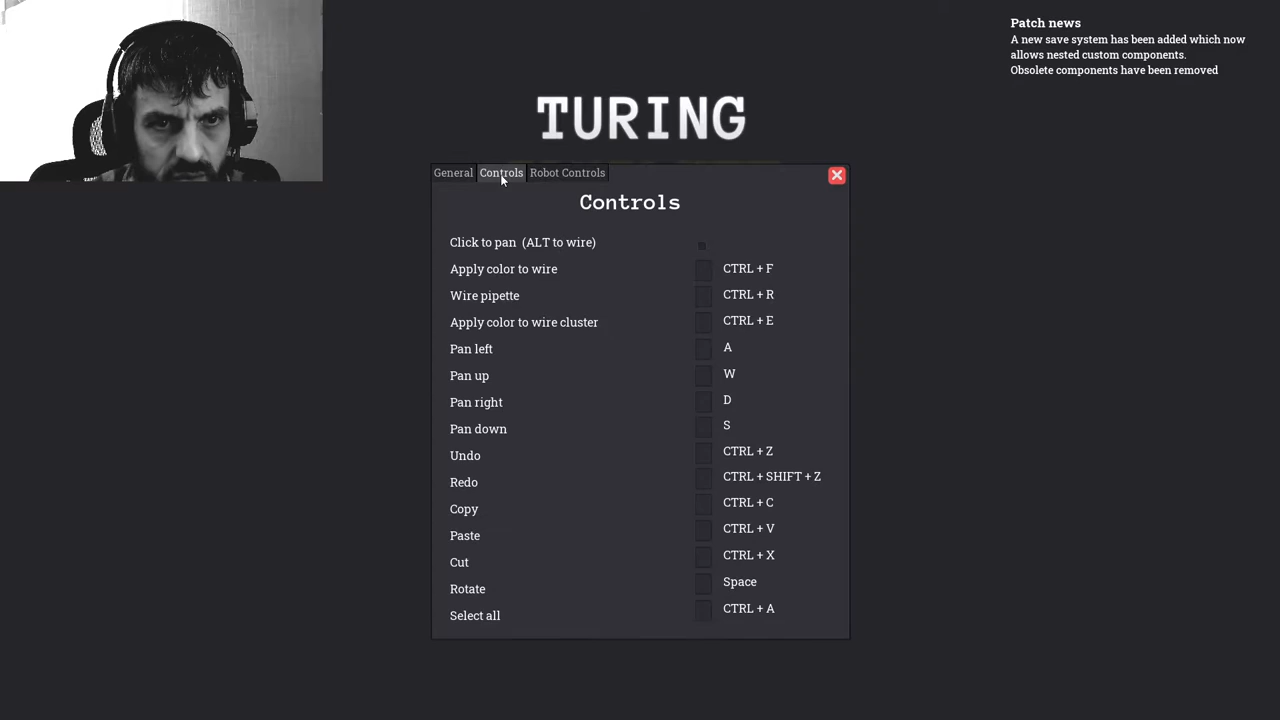 Patch news
A new save system has been added which now
allows nested custom components.
Obsolete components have been removed
TURING
General Controls Robot Controls
Controls
Click to pan (ALT to wire)
Apply color to wire CTRL + F
Wire pipette CTRL + R
Apply color to wire cluster CTRL + E
Pan left A
Pan up W
Pan right D
Pan down S
Undo CTRL + Z
Redo CTRL + SHIFT + Z
Copy CTRL + C
Paste CTRL + V
Cut CTRL + X
Rotate Space
Select all CTRL + A